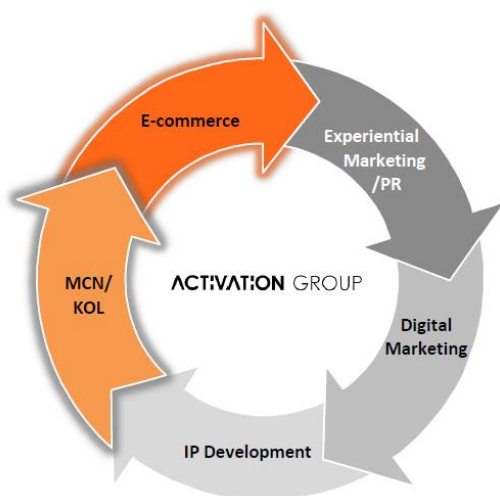 E-commerce
Experiential
Marketing
/PR
Digital
Marketing
IP Development
MCN/
KOL
ACTIVATION GROUP